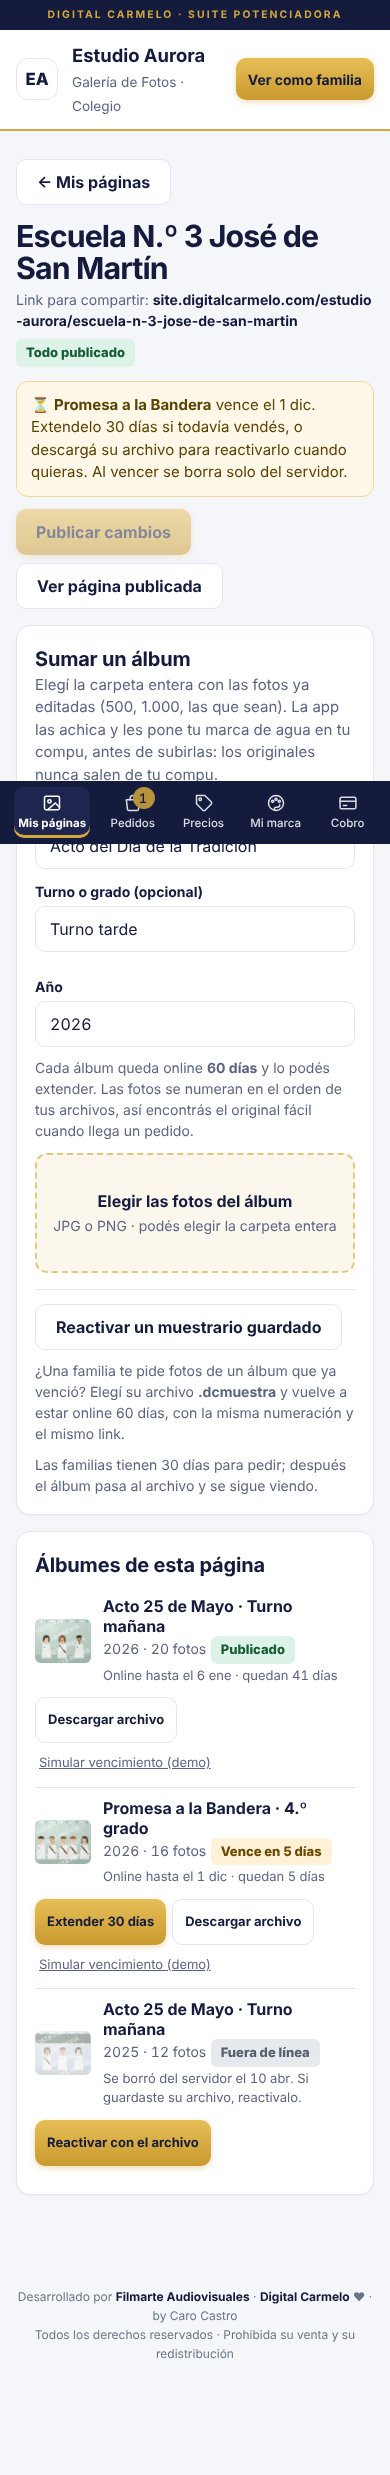 DIGITAL CARMELO · SUITE POTENCIADORA
EA
Estudio Aurora
Galería de Fotos ·
Colegio
Ver como familia
← Mis páginas
Escuela N.º 3 José de
San Martín
Link para compartir: site.digitalcarmelo.com/estudio
-aurora/escuela-n-3-jose-de-san-martin
Todo publicado
⏳ Promesa a la Bandera vence el 1 dic.
Extendelo 30 días si todavía vendés, o
descargá su archivo para reactivarlo cuando
quieras. Al vencer se borra solo del servidor.
Publicar cambios
Ver página publicada
Sumar un álbum
Elegí la carpeta entera con las fotos ya
editadas (500, 1.000, las que sean). La app
las achica y les pone tu marca de agua en tu
compu, antes de subirlas: los originales
nunca salen de tu compu.
Mis páginas
1
Pedidos
Precios
Mi marca
Cobro
Acto del Día de la Tradición
Turno o grado (opcional)
Turno tarde
Año
2026
Cada álbum queda online 60 días y lo podés
extender. Las fotos se numeran en el orden de
tus archivos, así encontrás el original fácil
cuando llega un pedido.
Elegir las fotos del álbum
JPG o PNG · podés elegir la carpeta entera
Reactivar un muestrario guardado
¿Una familia te pide fotos de un álbum que ya
venció? Elegí su archivo .dcmuestra y vuelve a
estar online 60 días, con la misma numeración y
el mismo link.
Las familias tienen 30 días para pedir; después
el álbum pasa al archivo y se sigue viendo.
Álbumes de esta página
Acto 25 de Mayo · Turno
mañana
2026 · 20 fotos Publicado
Online hasta el 6 ene · quedan 41 días
Descargar archivo
Simular vencimiento (demo)
Promesa a la Bandera · 4.º
grado
2026 · 16 fotos Vence en 5 días
Online hasta el 1 dic · quedan 5 días
Extender 30 días
Descargar archivo
Simular vencimiento (demo)
Acto 25 de Mayo · Turno
mañana
2025 · 12 fotos Fuera de línea
Se borró del servidor el 10 abr. Si
guardaste su archivo, reactivalo.
Reactivar con el archivo
Desarrollado por Filmarte Audiovisuales · Digital Carmelo ♥ ·
by Caro Castro
Todos los derechos reservados · Prohibida su venta y su
redistribución